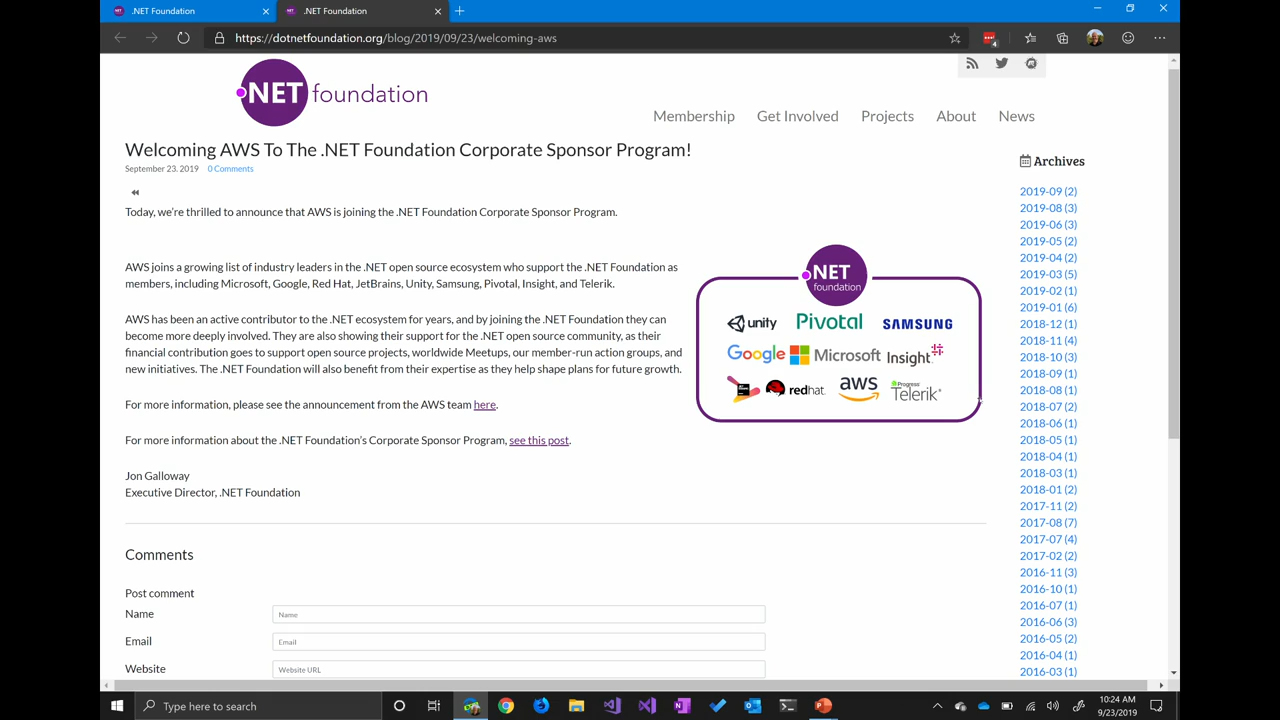 .NET Foundation
.NET Foundation
https://dotnetfoundation.org/blog/2019/09/23/welcoming-aws
4
.NET foundation
Membership Get Involved Projects About News
Welcoming AWS To The .NET Foundation Corporate Sponsor Program!
September 23. 2019 0 Comments
Today, we're thrilled to announce that AWS is joining the .NET Foundation Corporate Sponsor Program.
AWS joins a growing list of industry leaders in the .NET open source ecosystem who support the .NET Foundation as
members, including Microsoft, Google, Red Hat, JetBrains, Unity, Samsung, Pivotal, Insight, and Telerik.
AWS has been an active contributor to the .NET ecosystem for years, and by joining the .NET Foundation they can
become more deeply involved. They are also showing their support for the .NET open source community, as their
financial contribution goes to support open source projects, worldwide Meetups, our member-run action groups, and
new initiatives. The .NET Foundation will also benefit from their expertise as they help shape plans for future growth.
For more information, please see the announcement from the AWS team here.
For more information about the .NET Foundation's Corporate Sponsor Program, see this post.
Jon Galloway
Executive Director, .NET Foundation
.NET
foundation
unity Pivotal SAMSUNG
Google Microsoft Insight
redhat. aws Progress Telerik
Comments
Post comment
Name Name
Email Email
Website Website URL
Archives
2019-09 (2)
2019-08 (3)
2019-06 (3)
2019-05 (2)
2019-04 (2)
2019-03 (5)
2019-02 (1)
2019-01 (6)
2018-12 (1)
2018-11 (4)
2018-10 (3)
2018-09 (1)
2018-08 (1)
2018-07 (2)
2018-06 (1)
2018-05 (1)
2018-04 (1)
2018-03 (1)
2018-01 (2)
2017-11 (2)
2017-08 (7)
2017-07 (4)
2017-02 (2)
2016-11 (3)
2016-10 (1)
2016-07 (1)
2016-06 (3)
2016-05 (2)
2016-04 (1)
2016-03 (1)
Type here to search
10:24 AM
9/23/2019